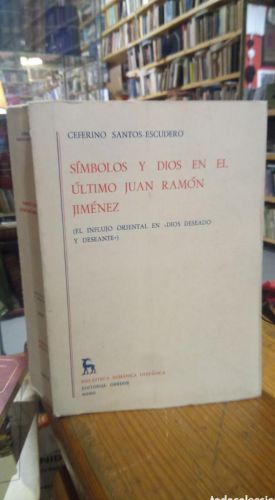 CEFERINO SANTOS-ESCUDERO
SÍMBOLOS Y DIOS EN EL
ÚLTIMO JUAN RAMÓN
JIMÉNEZ
(EL INFLUJO ORIENTAL EN «DIOS DESEADO
Y DESEANTE»)
BIBLIOTECA ROMÁNICA HISPÁNICA
EDITORIAL GREDOS
MADRID